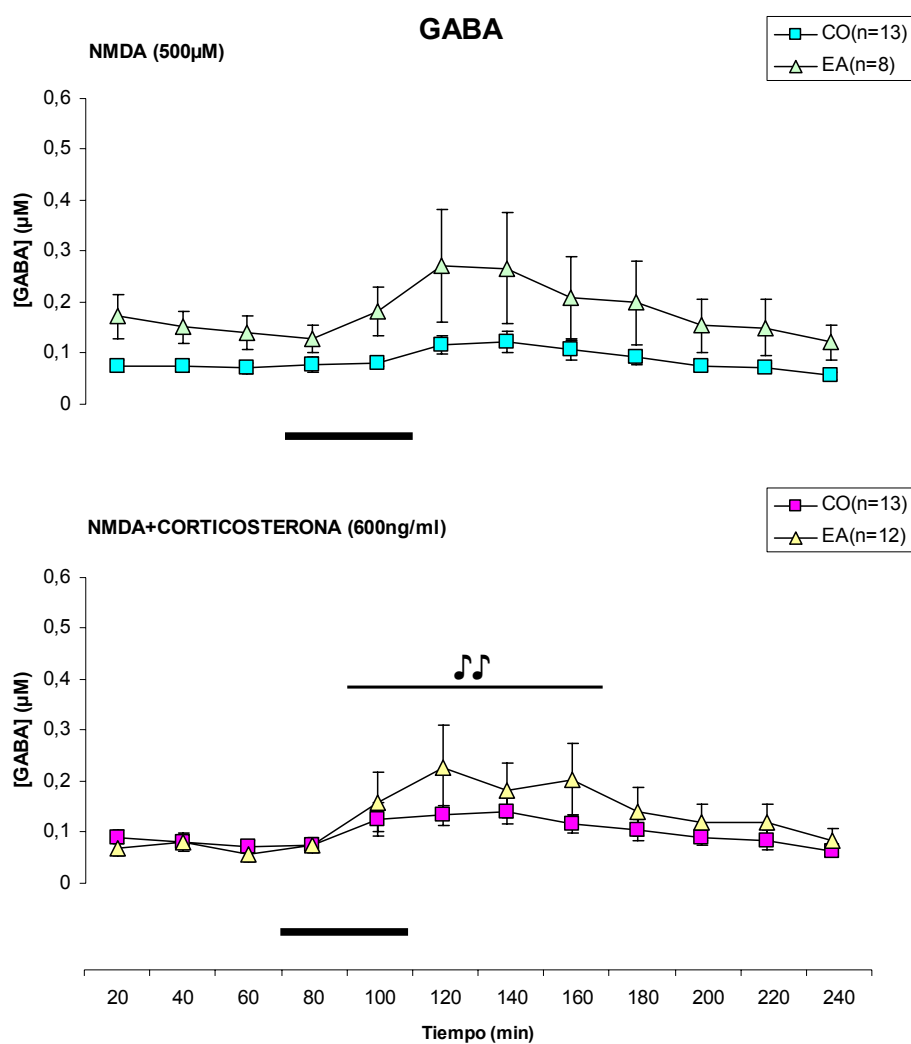 GABA
NMDA (500µM)
CO(n=13)
EA(n=8)
0,6
0,5
0,4
0,3
0,2
0,1
0
[GABA] (µM)
NMDA+CORTICOSTERONA (600ng/ml)
CO(n=13)
EA(n=12)
0,6
0,5
0,4
0,3
0,2
0,1
0
[GABA] (µM)
♪♪
20 40 60 80 100 120 140 160 180 200 220 240
Tiempo (min)